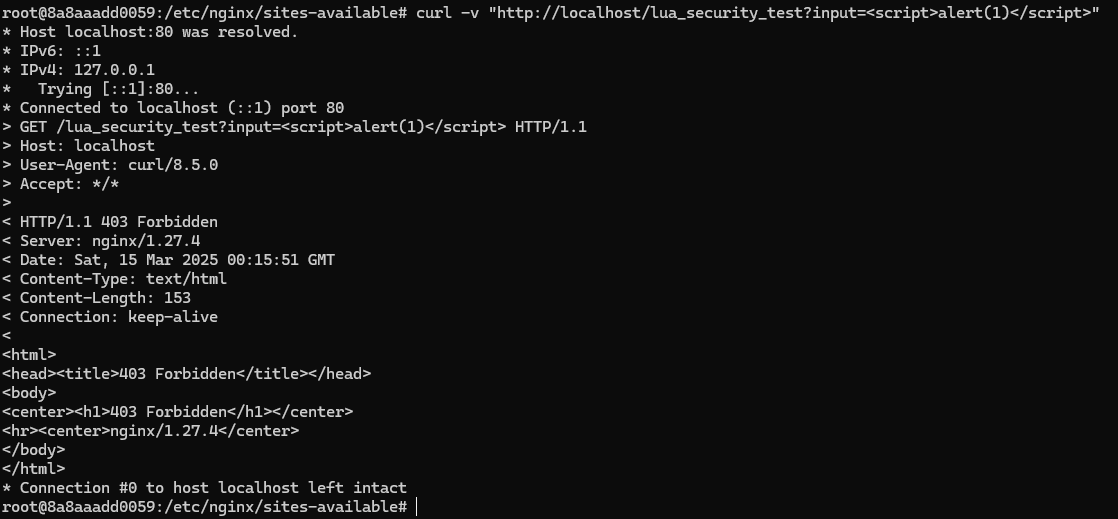 root@8a8aaadd0059:/etc/nginx/sites-available# curl -v "http://localhost/lua_security_test?input=<script>alert(1)</script>"
* Host localhost:80 was resolved.
* IPv6: ::1
* IPv4: 127.0.0.1
*   Trying [::1]:80...
* Connected to localhost (::1) port 80
> GET /lua_security_test?input=<script>alert(1)</script> HTTP/1.1
> Host: localhost
> User-Agent: curl/8.5.0
> Accept: */*
>
< HTTP/1.1 403 Forbidden
< Server: nginx/1.27.4
< Date: Sat, 15 Mar 2025 00:15:51 GMT
< Content-Type: text/html
< Content-Length: 153
< Connection: keep-alive
<
<html>
<head><title>403 Forbidden</title></head>
<body>
<center><h1>403 Forbidden</h1></center>
<hr><center>nginx/1.27.4</center>
</body>
</html>
* Connection #0 to host localhost left intact
root@8a8aaadd0059:/etc/nginx/sites-available#